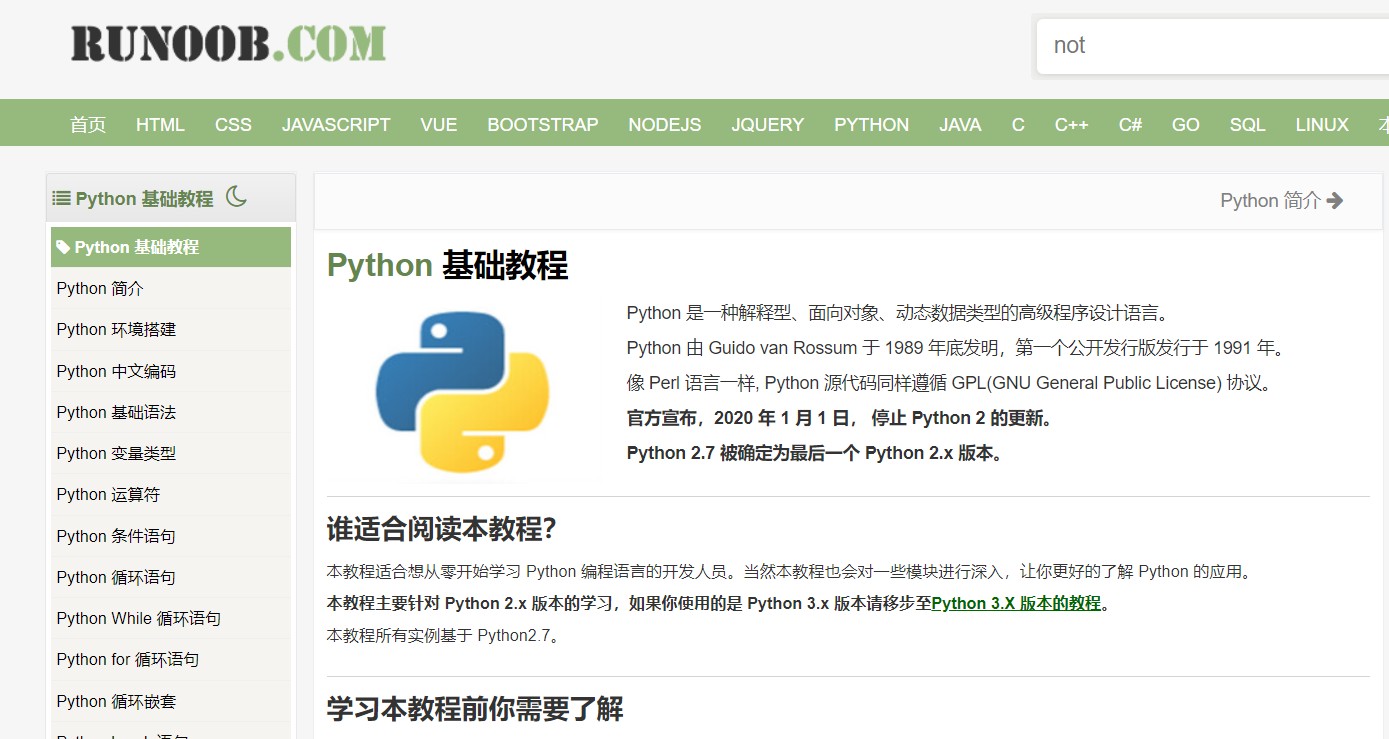 RUNOOB.COM
not
首页 HTML CSS JAVASCRIPT VUE BOOTSTRAP NODEJS JQUERY PYTHON JAVA C C++ C# GO SQL LINUX
Python 基础教程
Python 简介
Python 基础教程
Python 简介
Python 环境搭建
Python 中文编码
Python 基础语法
Python 变量类型
Python 运算符
Python 条件语句
Python 循环语句
Python While 循环语句
Python for 循环语句
Python 循环嵌套
Python 基础教程
Python 是一种解释型、面向对象、动态数据类型的高级程序设计语言。
Python 由 Guido van Rossum 于 1989 年底发明，第一个公开发行版发行于 1991 年。
像 Perl 语言一样, Python 源代码同样遵循 GPL(GNU General Public License) 协议。
官方宣布，2020 年 1 月 1 日， 停止 Python 2 的更新。
Python 2.7 被确定为最后一个 Python 2.x 版本。
谁适合阅读本教程?
本教程适合想从零开始学习 Python 编程语言的开发人员。当然本教程也会对一些模块进行深入，让你更好的了解 Python 的应用。
本教程主要针对 Python 2.x 版本的学习，如果你使用的是 Python 3.x 版本请移步至Python 3.X 版本的教程。
本教程所有实例基于 Python2.7。
学习本教程前你需要了解